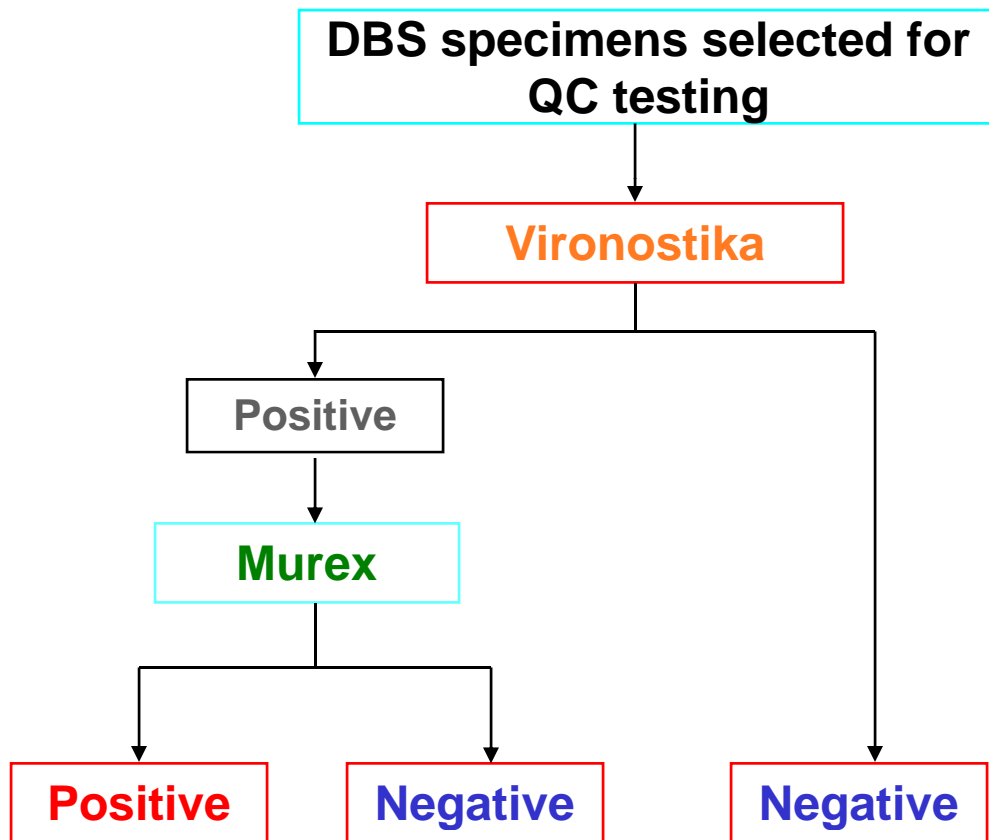 DBS specimens selected for
QC testing
Vironostika
Positive
Murex
Positive
Negative
Negative